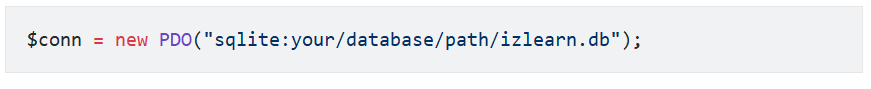 $conn = new PDO("sqlite:your/database/path/izlearn.db");